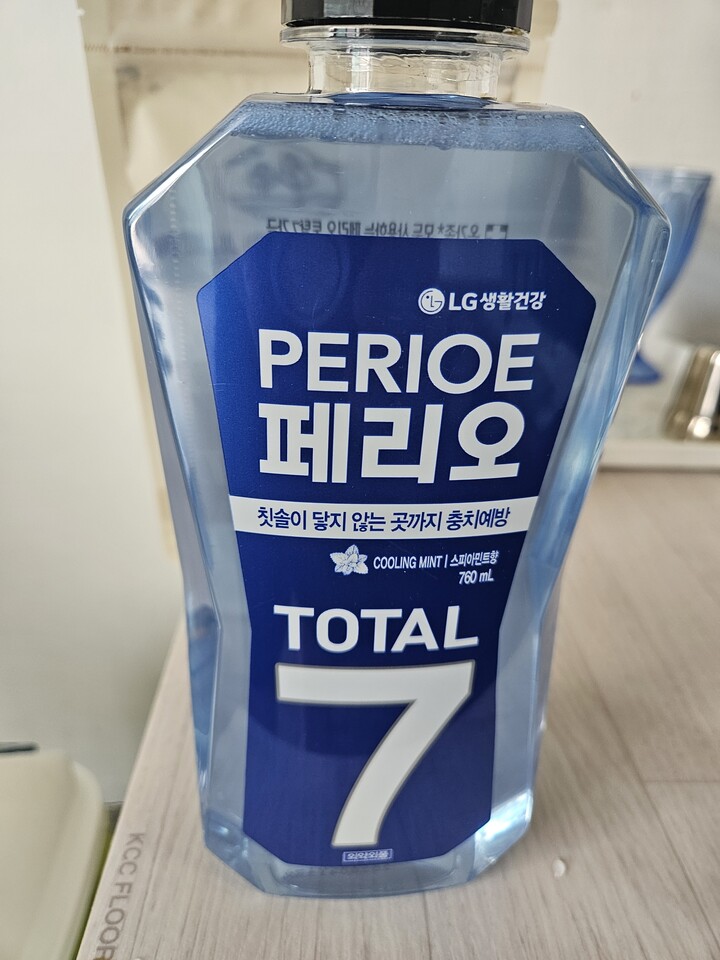 LG생활건강
PERIOE
페리오
칫솔이 닿지 않는 곳까지 충치예방
COOLING MINT | 스피아민트향
760 mL
TOTAL
7
의약외품
KCC FLOOR